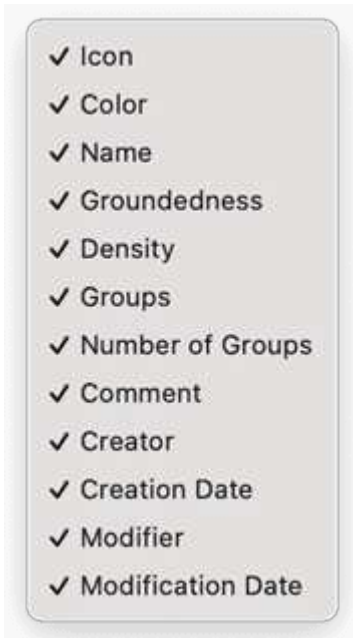 ✓ Icon
✓ Color
✓ Name
✓ Groundedness
✓ Density
✓ Groups
✓ Number of Groups
✓ Comment
✓ Creator
✓ Creation Date
✓ Modifier
✓ Modification Date